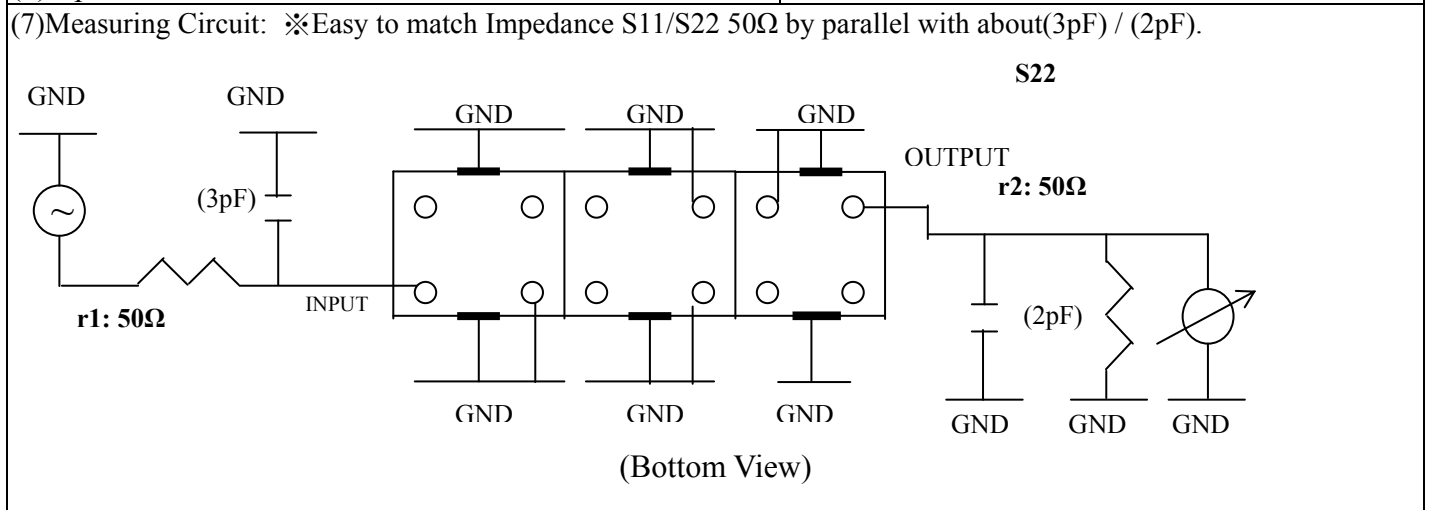 (7)Measuring Circuit: ※Easy to match Impedance S11/S22 50Ω by parallel with about(3pF) / (2pF).
S22
GND GND GND GND GND
OUTPUT
(3pF) r2: 50Ω
~
INPUT
r1: 50Ω (2pF)
GND GND GND GND GND GND
(Bottom View)